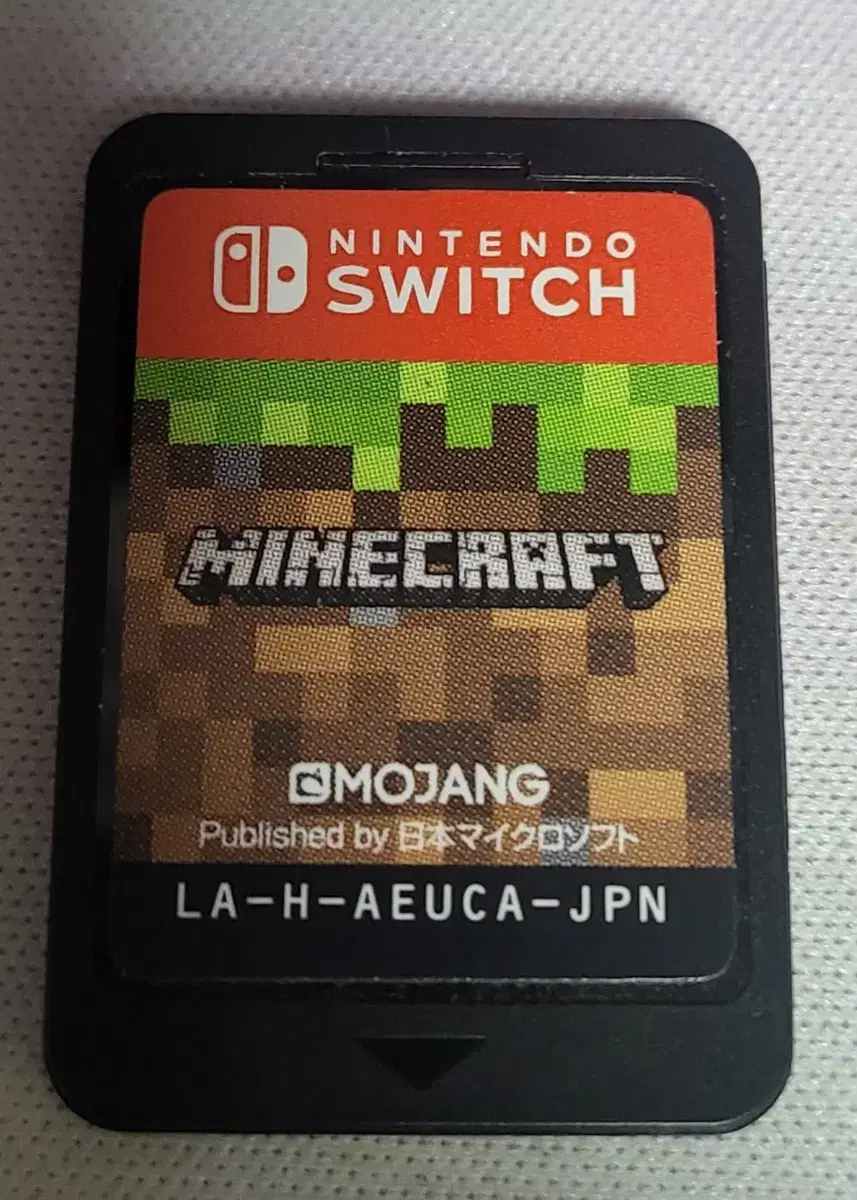 NINTENDO
SWITCH
MINECRAFT
MOJANG
Published by 日本マイクロソフト
LA-H-AEUCA-JPN